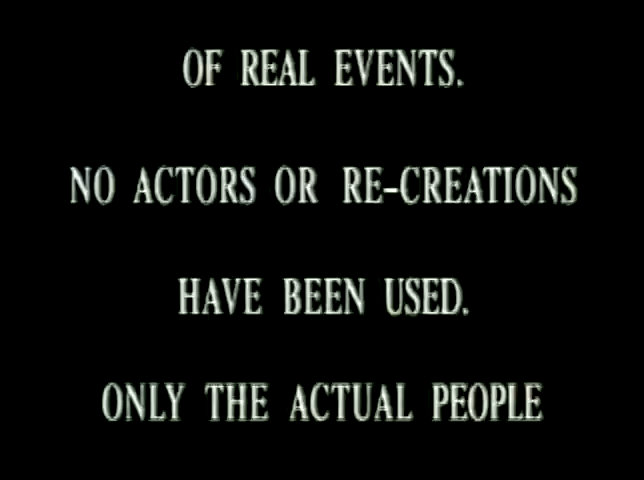 OF REAL EVENTS.
NO ACTORS OR RE-CREATIONS
HAVE BEEN USED.
ONLY THE ACTUAL PEOPLE